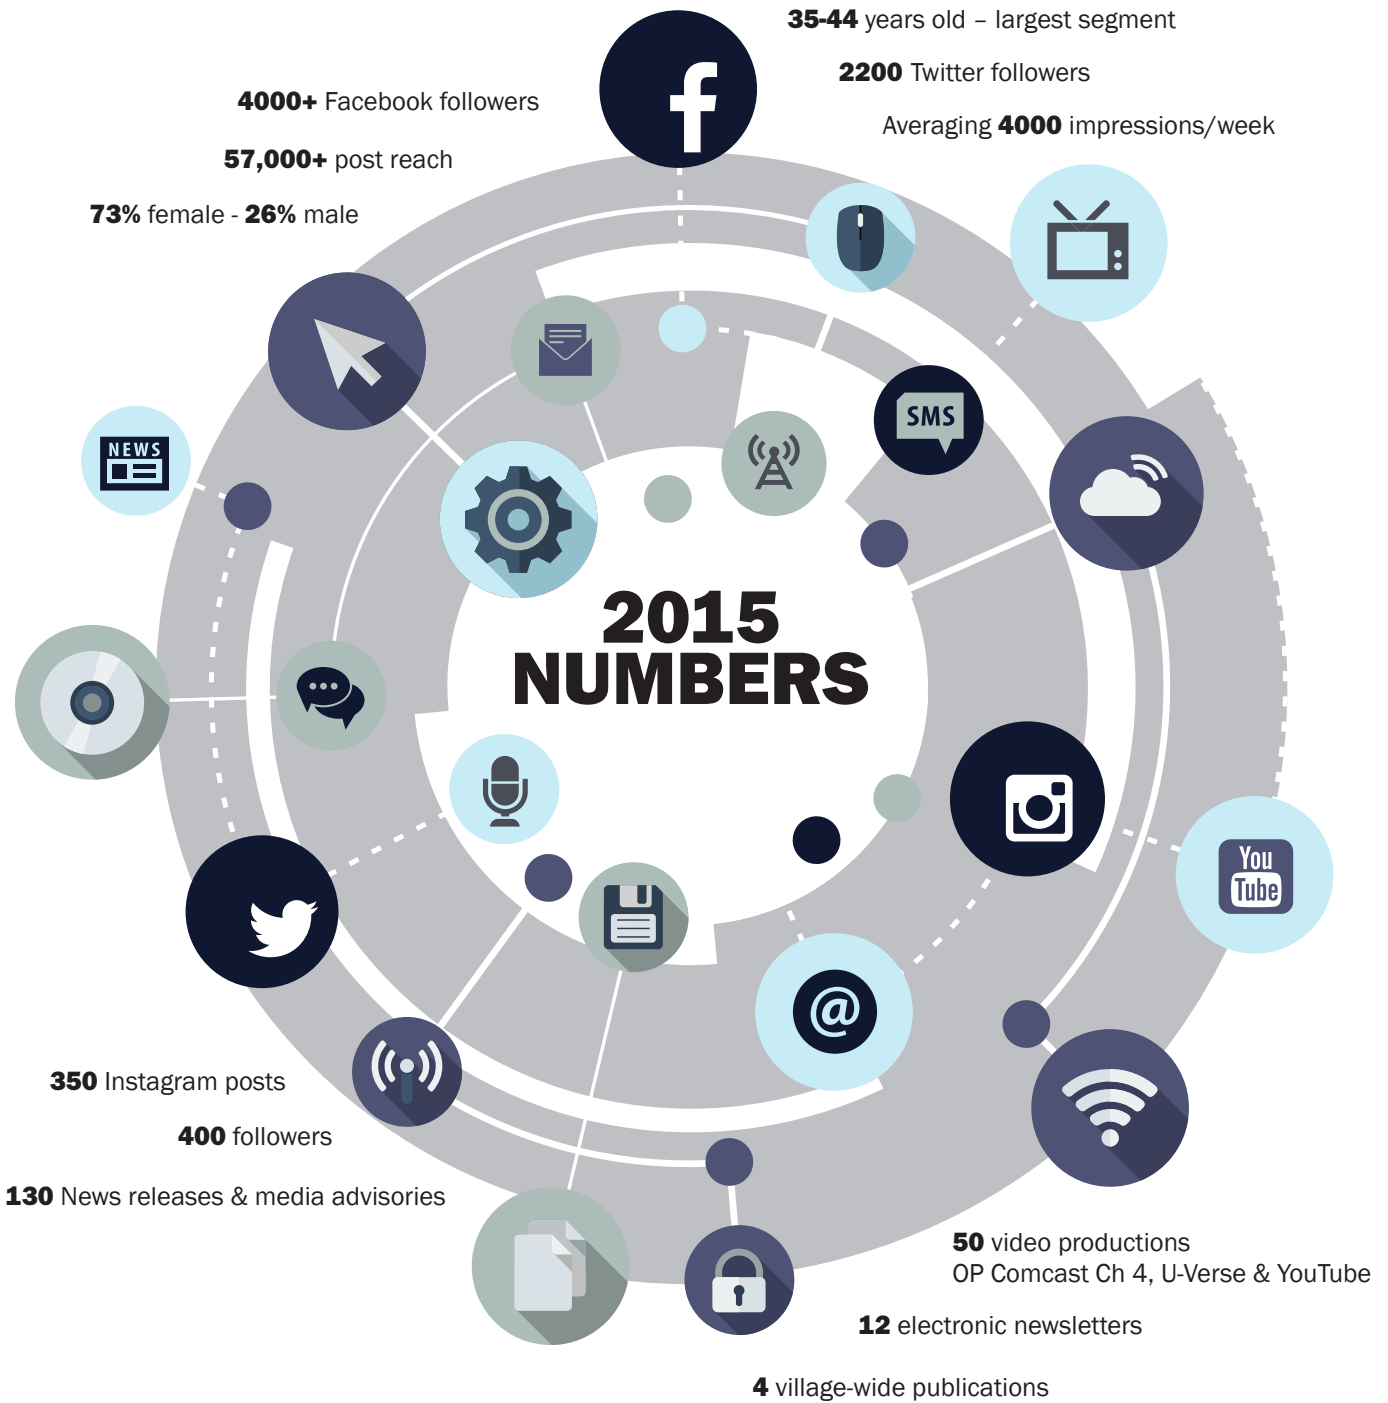 35-44 years old – largest segment
2200 Twitter followers
Averaging 4000 impressions/week
4000+ Facebook followers
57,000+ post reach
73% female - 26% male
f
NEWS
SMS
2015
NUMBERS
You
Tube
@
350 Instagram posts
400 followers
130 News releases & media advisories
50 video productions
OP Comcast Ch 4, U-Verse & YouTube
12 electronic newsletters
4 village-wide publications